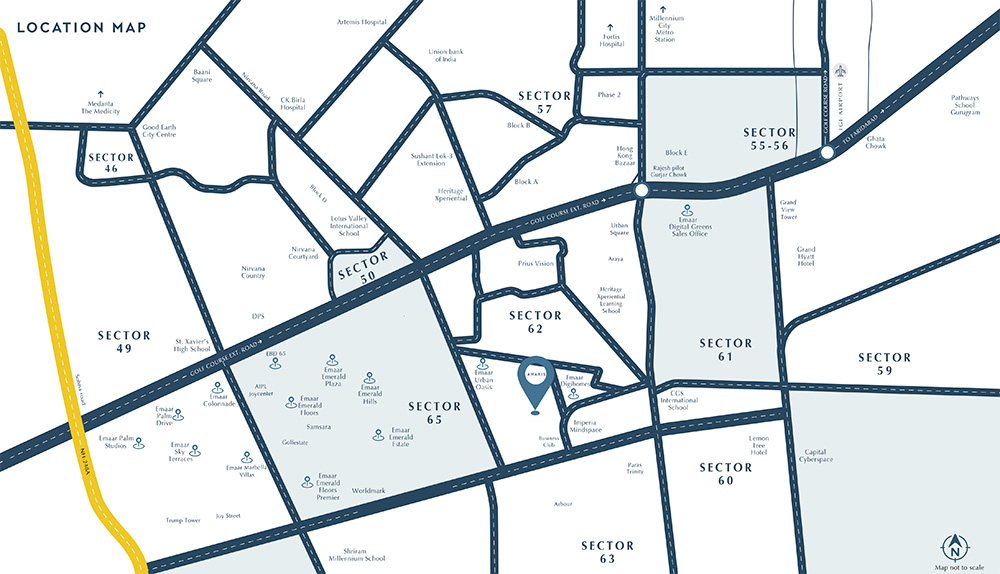 LOCATION MAP
Artemis Hospital
Millennium
City
Metro
Station
Fortis
Hospital
Union bank
of India
Baani
Square
Nirvana Road
CK Birla
Hospital
Medanta
The Medicity
Good Earth
City Centre
SECTOR
46
SECTOR
57
Phase 2
Block B
Sushant Lok-3
Extension
Block A
Heritage
Xperiential
Hong
Kong
Bazaar
Block E
Rajesh pilot
Gurjar Chowk
SECTOR
55-56
GOLF COURSE ROAD
IGI AIRPORT
TO FARIDABAD
Ghata
Chowk
Pathways
School
Gurugram
Block D
Lotus Valley
International
School
GOLF COURSE EXT. ROAD
Nirvana
Courtyard
SECTOR
50
Nirvana
Country
DPS
St. Xavier's
High School
SECTOR
49
GOLF COURSE EXT. ROAD
Sohna road
NH-248A
Prius Vision
Urban
Square
Araya
Heritage
Xperiential
Learning
School
SECTOR
62
Emaar
Digital Greens
Sales Office
Grand
View
Tower
Grand
Hyatt
Hotel
SECTOR
61
SECTOR
59
EBD 65
AIPL
Joycenter
Emaar
Emerald
Plaza
Emaar
Emerald
Hills
Emaar
Emerald
Floors
Samsara
Golfestate
Emaar
Emerald
Estate
Emaar
Emerald
Floors
Premier
Worldmark
SECTOR
65
Emaar
Colonnade
Emaar
Palm
Drive
Emaar Palm
Studios
Emaar
Sky
Terraces
Emaar Marbella
Villas
Trump Tower
Joy Street
Shriram
Millennium School
Emaar
Urban
Oasis
AMARIS
Emaar
Digihomes
Imperia
Mindspace
Business
Club
CGS
International
School
Paras
Trinity
Arbour
SECTOR
63
SECTOR
60
Lemon
Tree
Hotel
Capital
Cyberspace
Map not to scale